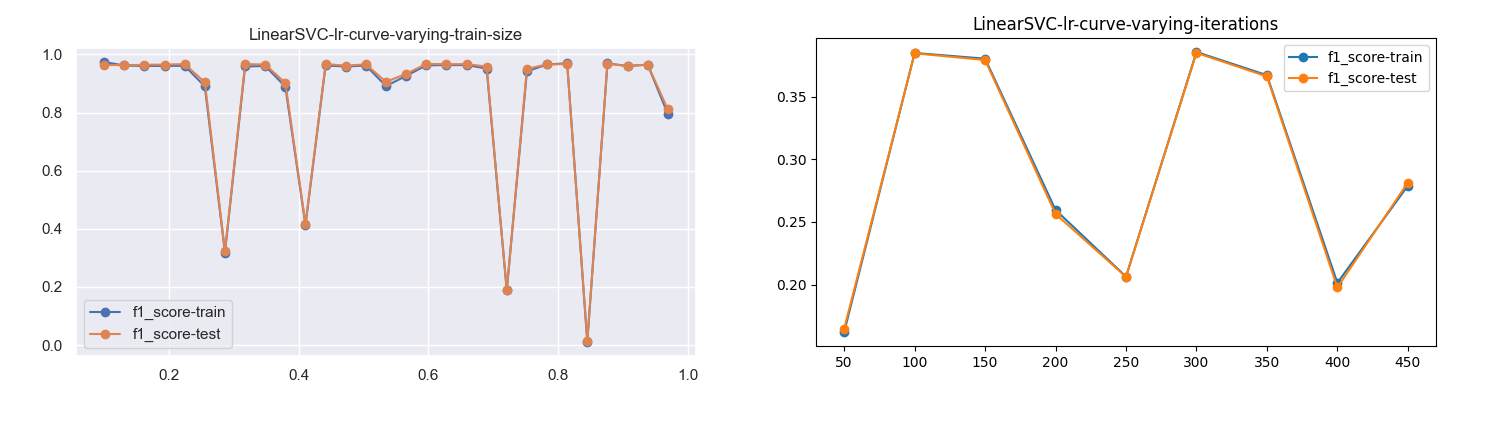 LinearSVC-lr-curve-varying-train-size
1.0
0.8
0.6
0.4
0.2
0.0
f1_score-train
f1_score-test
0.2 0.4 0.6 0.8 1.0
LinearSVC-lr-curve-varying-iterations
f1_score-train
f1_score-test
0.35
0.30
0.25
0.20
50 100 150 200 250 300 350 400 450